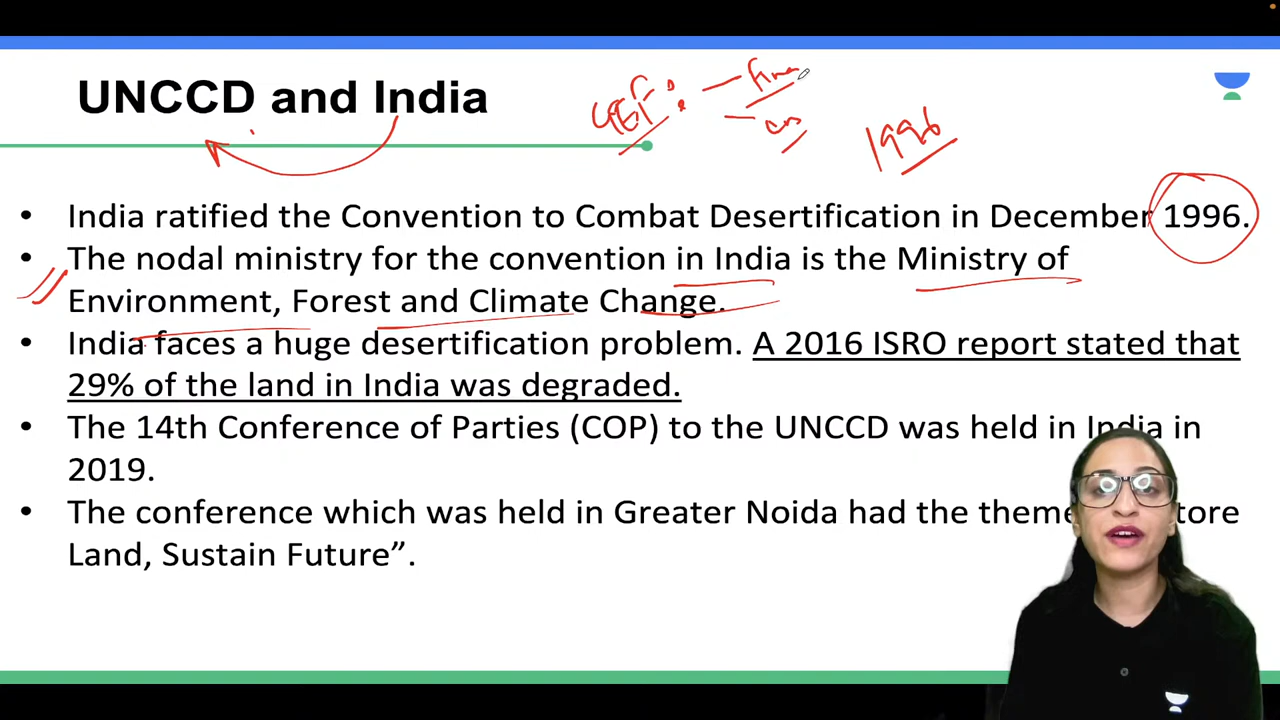 UNCCD and India
GEF:
1996
• India ratified the Convention to Combat Desertification in December 1996.
• The nodal ministry for the convention in India is the Ministry of
Environment, Forest and Climate Change.
• India faces a huge desertification problem. A 2016 ISRO report stated that
29% of the land in India was degraded.
• The 14th Conference of Parties (COP) to the UNCCD was held in India in
2019.
• The conference which was held in Greater Noida had the theme tore
Land, Sustain Future”.